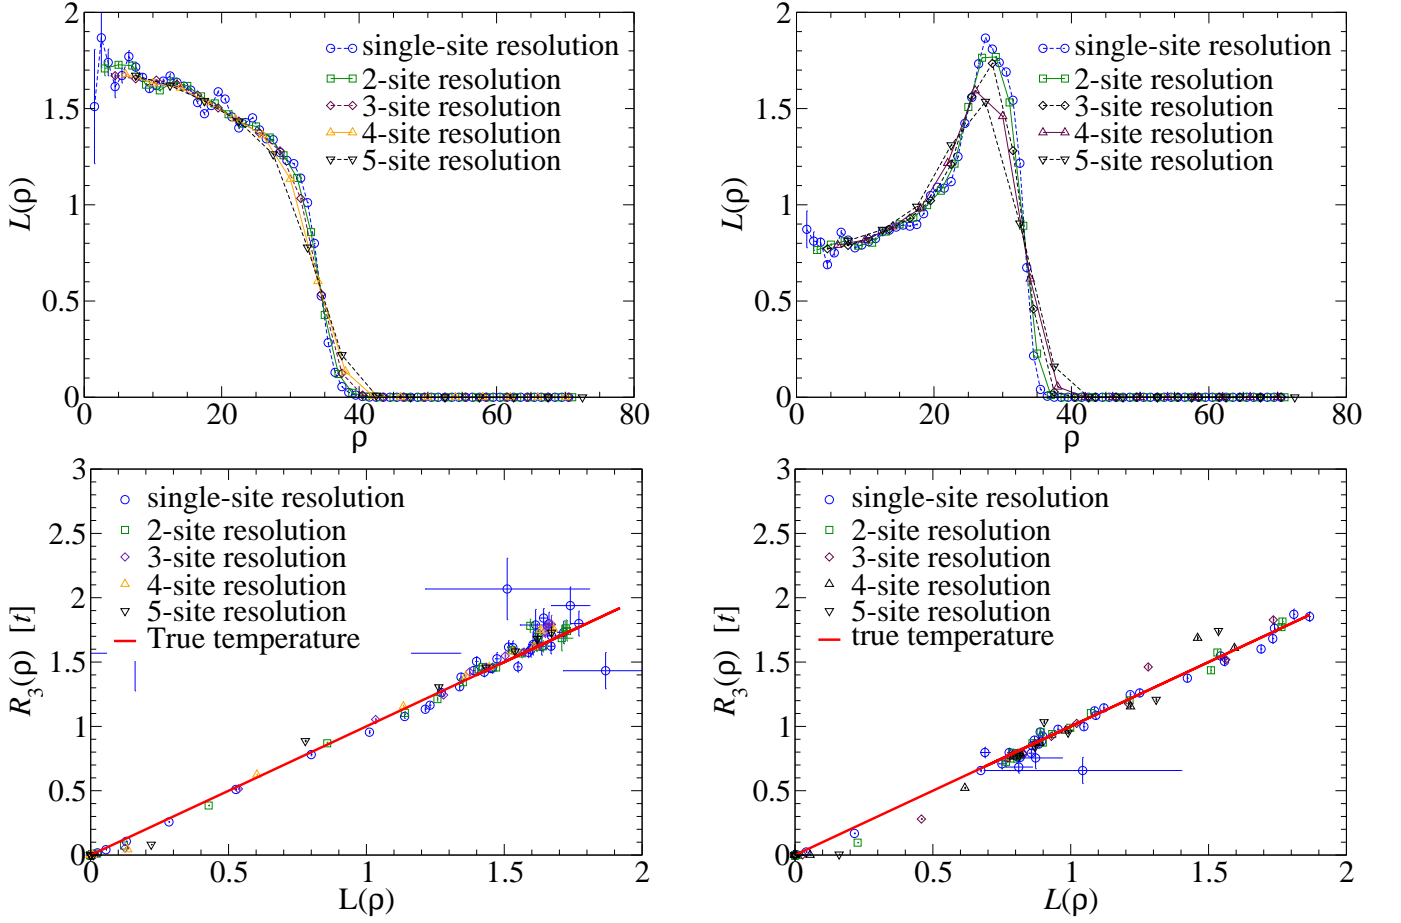 2
1.5
1
0.5
0
L(ρ)
single-site resolution
2-site resolution
3-site resolution
4-site resolution
5-site resolution
0 20 40 60 80
ρ
2
1.5
1
0.5
0
L(ρ)
single-site resolution
2-site resolution
3-site resolution
4-site resolution
5-site resolution
0 20 40 60 80
ρ
3
2.5
2
1.5
1
0.5
0
R3(ρ) [t]
single-site resolution
2-site resolution
3-site resolution
4-site resolution
5-site resolution
True temperature
0 0.5 1 1.5 2
L(ρ)
3
2.5
2
1.5
1
0.5
0
R3(ρ) [t]
single-site resolution
2-site resolution
3-site resolution
4-site resolution
5-site resolution
true temperature
0 0.5 1 1.5 2
L(ρ)